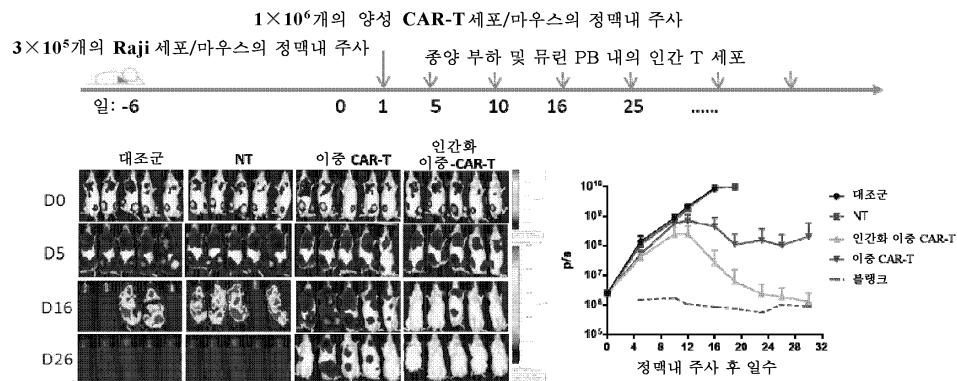 1×10⁶개의 양성 CAR-T 세포/마우스의 정맥내 주사
3×10⁵개의 Raji 세포/마우스의 정맥내 주사
종양 부하 및 뮤린 PB 내의 인간 T 세포
일: -6 0 1 5 10 16 25 ......
대조군 NT 이중 CAR-T 인간화 이중-CAR-T
D0
D5
D16
D26
p/s
10¹⁰
10⁹
10⁸
10⁷
10⁶
10⁵
0 4 8 12 16 20 24 28 32
정맥내 주사 후 일수
대조군
NT
인간화 이중 CAR-T
이중 CAR-T
블랭크